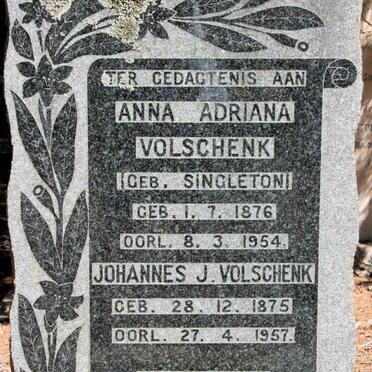 TER GEDAGTENIS AAN
ANNA ADRIANA
VOLSCHENK
(GEB. SINGLETON)
GEB. 1. 7. 1876
OORL. 8. 3. 1954.
JOHANNES J. VOLSCHENK
GEB. 28. 12. 1875
OORL. 27. 4. 1957.